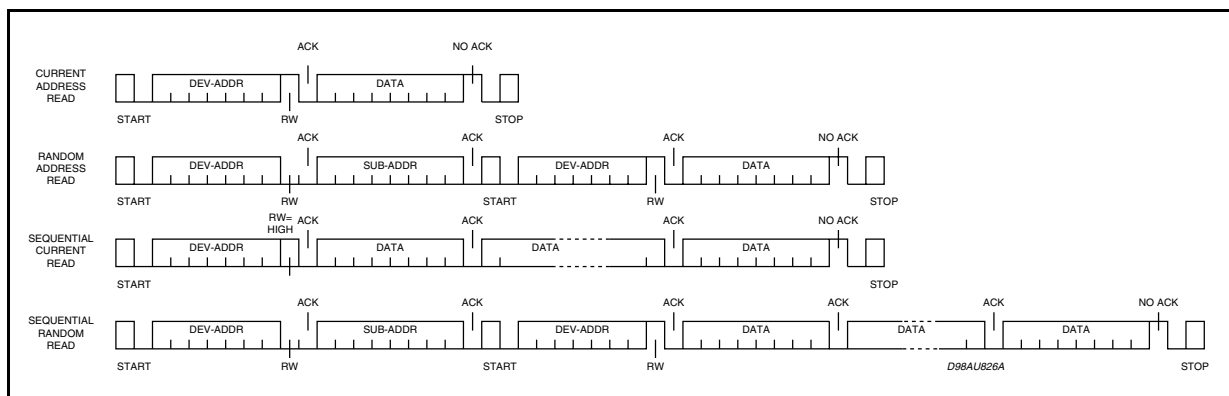 ACK NO ACK
CURRENT
ADDRESS
READ
DEV-ADDR DATA
START RW STOP
ACK ACK ACK NO ACK
RANDOM
ADDRESS
READ
DEV-ADDR SUB-ADDR DEV-ADDR DATA
START RW START RW STOP
RW=
HIGH
ACK ACK ACK NO ACK
SEQUENTIAL
CURRENT
READ
DEV-ADDR DATA DATA DATA
START STOP
ACK ACK ACK ACK ACK NO ACK
SEQUENTIAL
RANDOM
READ
DEV-ADDR SUB-ADDR DEV-ADDR DATA DATA DATA
START RW START RW D98AU826A STOP